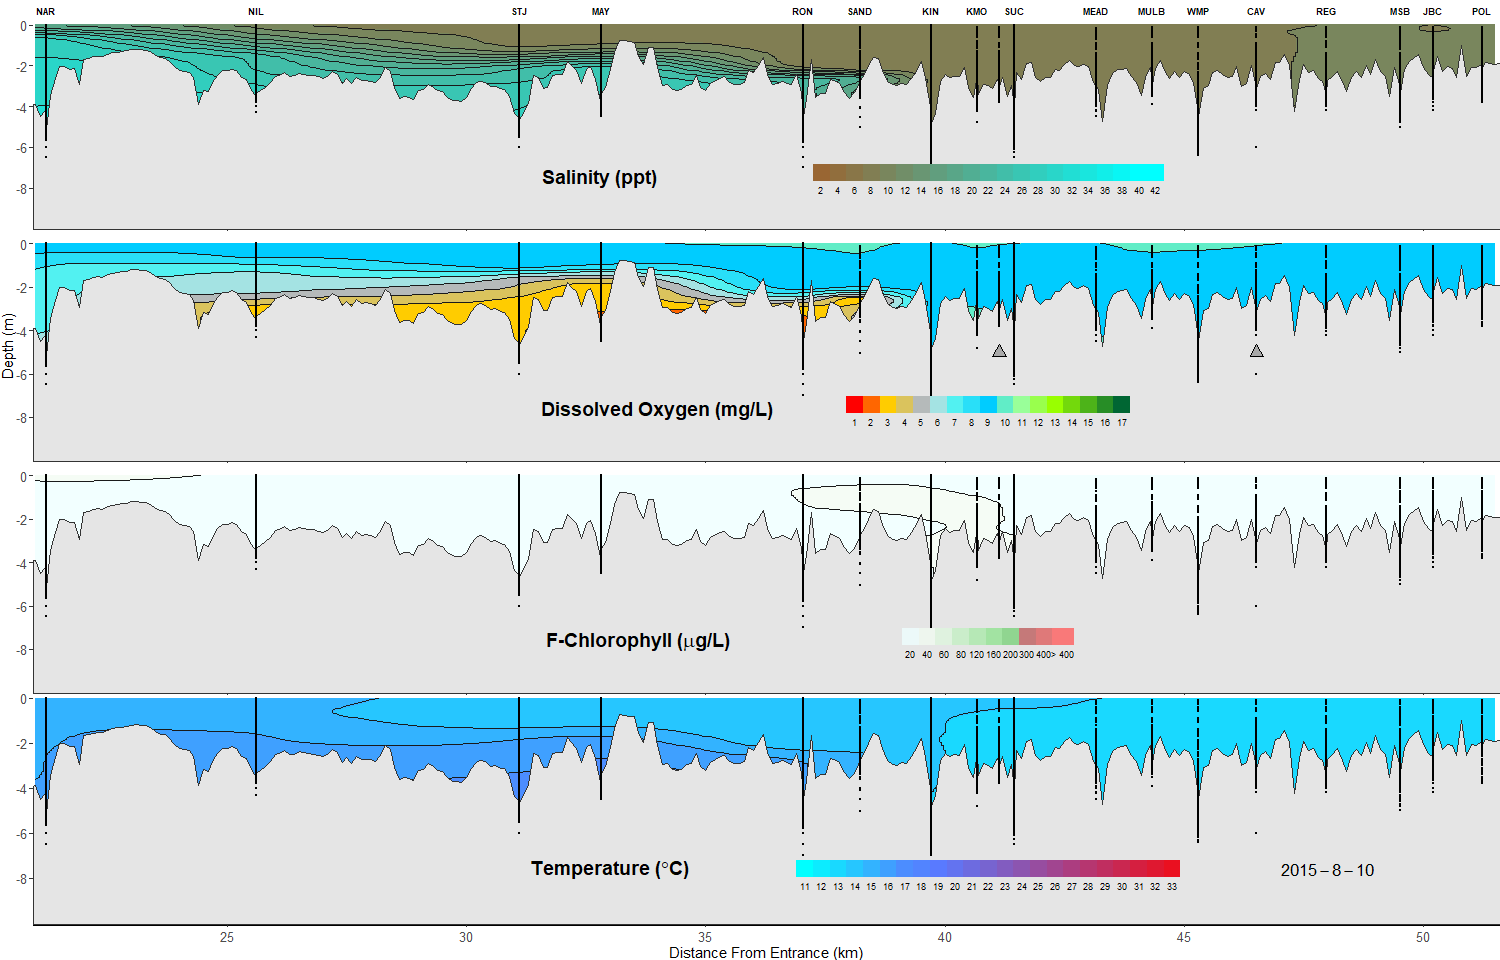 NAR NIL STJ MAY RON SAND KIN KMO SUC MEAD MULB WMP CAV REG MSB JBC POL
0
-2
-4
-6
-8
Salinity (ppt)
2 4 6 8 10 12 14 16 18 20 22 24 26 28 30 32 34 36 38 40 42
0
-2
-4
-6
-8
Dissolved Oxygen (mg/L)
1 2 3 4 5 6 7 8 9 10 11 12 13 14 15 16 17
Depth (m)
0
-2
-4
-6
-8
F-Chlorophyll (μg/L)
20 40 60 80 120 160 200 300 400 > 400
0
-2
-4
-6
-8
Temperature (°C)
11 12 13 14 15 16 17 18 19 20 21 22 23 24 25 26 27 28 29 30 31 32 33
2015 – 8 – 10
25 30 35 40 45 50
Distance From Entrance (km)